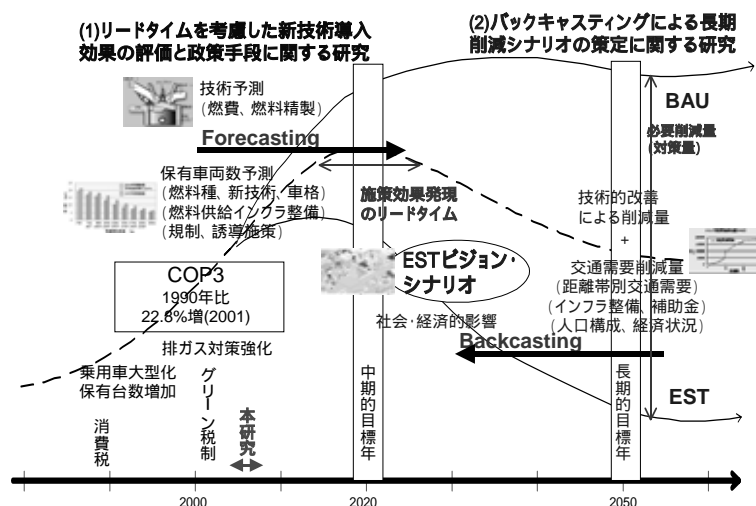 (1)リードタイムを考慮した新技術導入
効果の評価と政策手段に関する研究
(2)バックキャスティングによる長期
削減シナリオの策定に関する研究
技術予測
(燃費、燃料精製)
Forecasting
保有車両数予測
(燃料種、新技術、車格)
(燃料供給インフラ整備)
(規制、誘導施策)
施策効果発現
のリードタイム
BAU
必要削減量
(対策量)
技術的改善
による削減量
+
交通需要削減量
(距離帯別交通需要)
(インフラ整備、補助金)
(人口構成、経済状況)
COP3
1990年比
22.8%増(2001)
ESTビジョン・
シナリオ
社会・経済的影響
Backcasting
排ガス対策強化
乗用車大型化
保有台数増加
EST
消費税
グリーン税制
本研究
中期的目標年
長期的目標年
2000
2020
2050